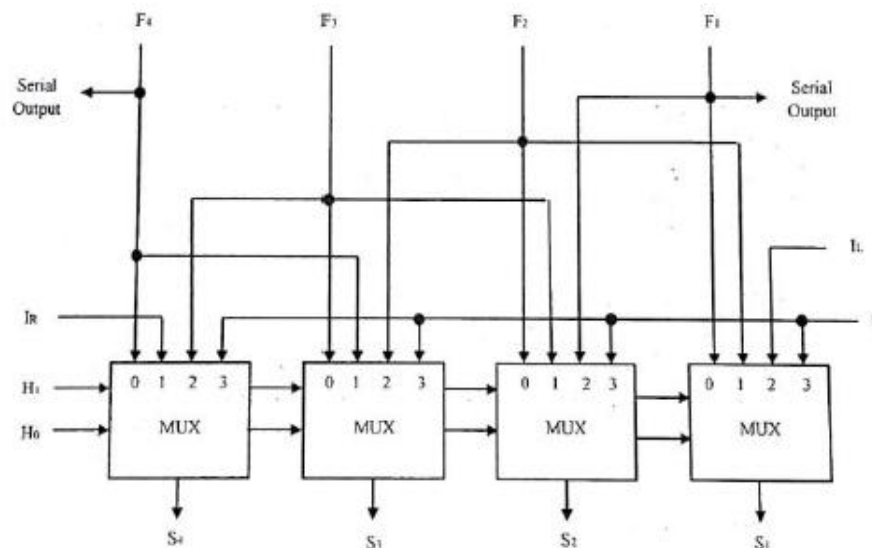 F4 F3 F2 F1
Serial Output
Serial Output
IL
IR
H1
H0
0 1 2 3
MUX
0 1 2 3
MUX
0 1 2 3
MUX
0 1 2 3
MUX
S4 S3 S2 S1